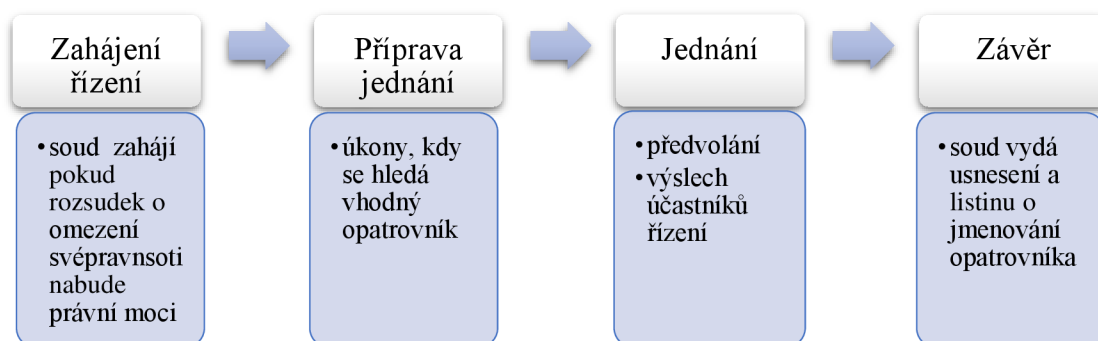 Zahájení
řízení
•soud zahájí
pokud
rozsudek o
omezení
svépravnsoti
nabude
právní moci
Příprava
jednání
•úkony, kdy
se hledá
vhodný
opatrovník
Jednání
•předvolání
•výslech
účastníků
řízení
Závěr
•soud vydá
usnesení a
listinu o
jmenování
opatrovníka